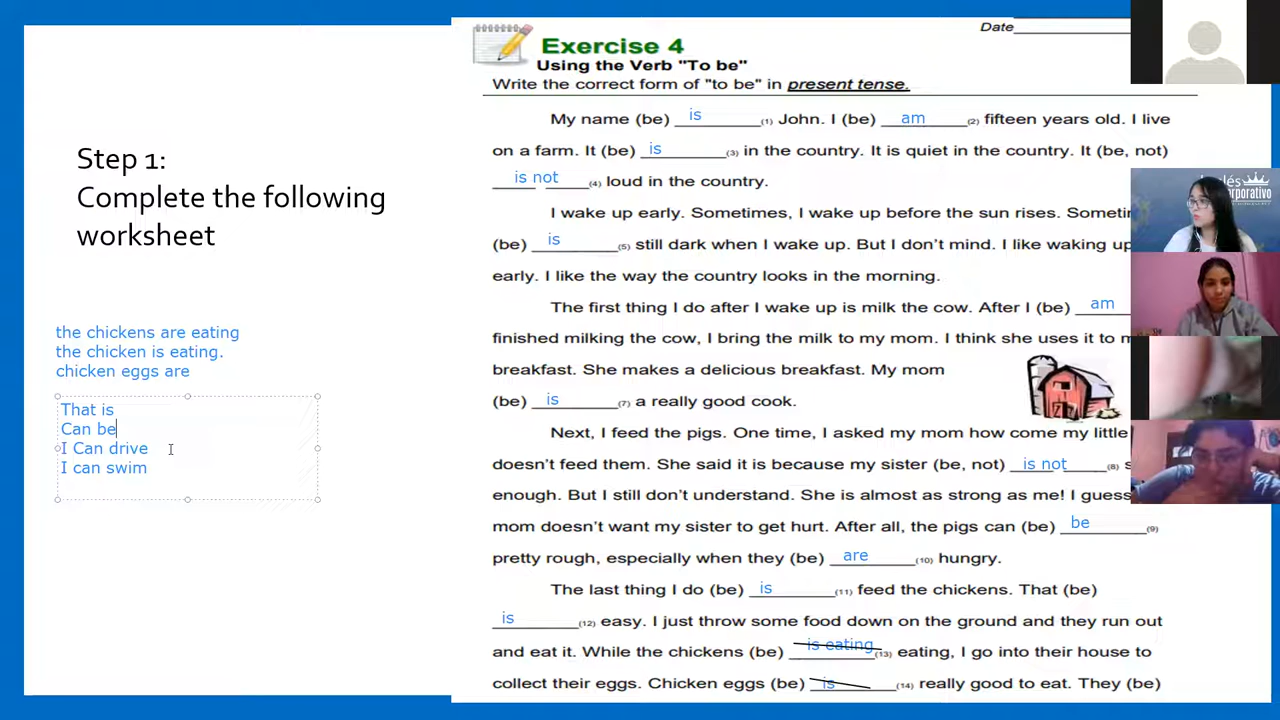 Step 1:
Complete the following
worksheet
the chickens are eating
the chicken is eating.
chicken eggs are
That is
Can be
I Can drive
I can swim
Date
Exercise 4
Using the Verb "To be"
Write the correct form of "to be" in present tense.
My name (be) is (1) John. I (be) am (2) fifteen years old. I live
on a farm. It (be) is (3) in the country. It is quiet in the country. It (be, not)
is not (4) loud in the country.
I wake up early. Sometimes, I wake up before the sun rises.
(be) is (5) still dark when I wake up. But I don't mind. I like waking up
early. I like the way the country looks in the morning.
The first thing I do after I wake up is milk the cow. After I (be) am
finished milking the cow, I bring the milk to my mom. I think she uses it to
breakfast. She makes a delicious breakfast. My mom
(be) is (7) a really good cook.
Next, I feed the pigs. One time, I asked my mom how come my little
doesn't feed them. She said it is because my sister (be, not) is not (8)
enough. But I still don't understand. She is almost as strong as me! I guess
mom doesn't want my sister to get hurt. After all, the pigs can (be) be (9)
pretty rough, especially when they (be) are (10) hungry.
The last thing I do (be) is (11) feed the chickens. That (be)
is (12) easy. I just throw some food down on the ground and they run out
and eat it. While the chickens (be) is eating (13) eating, I go into their house to
collect their eggs. Chicken eggs (be) is (14) really good to eat. They (be)